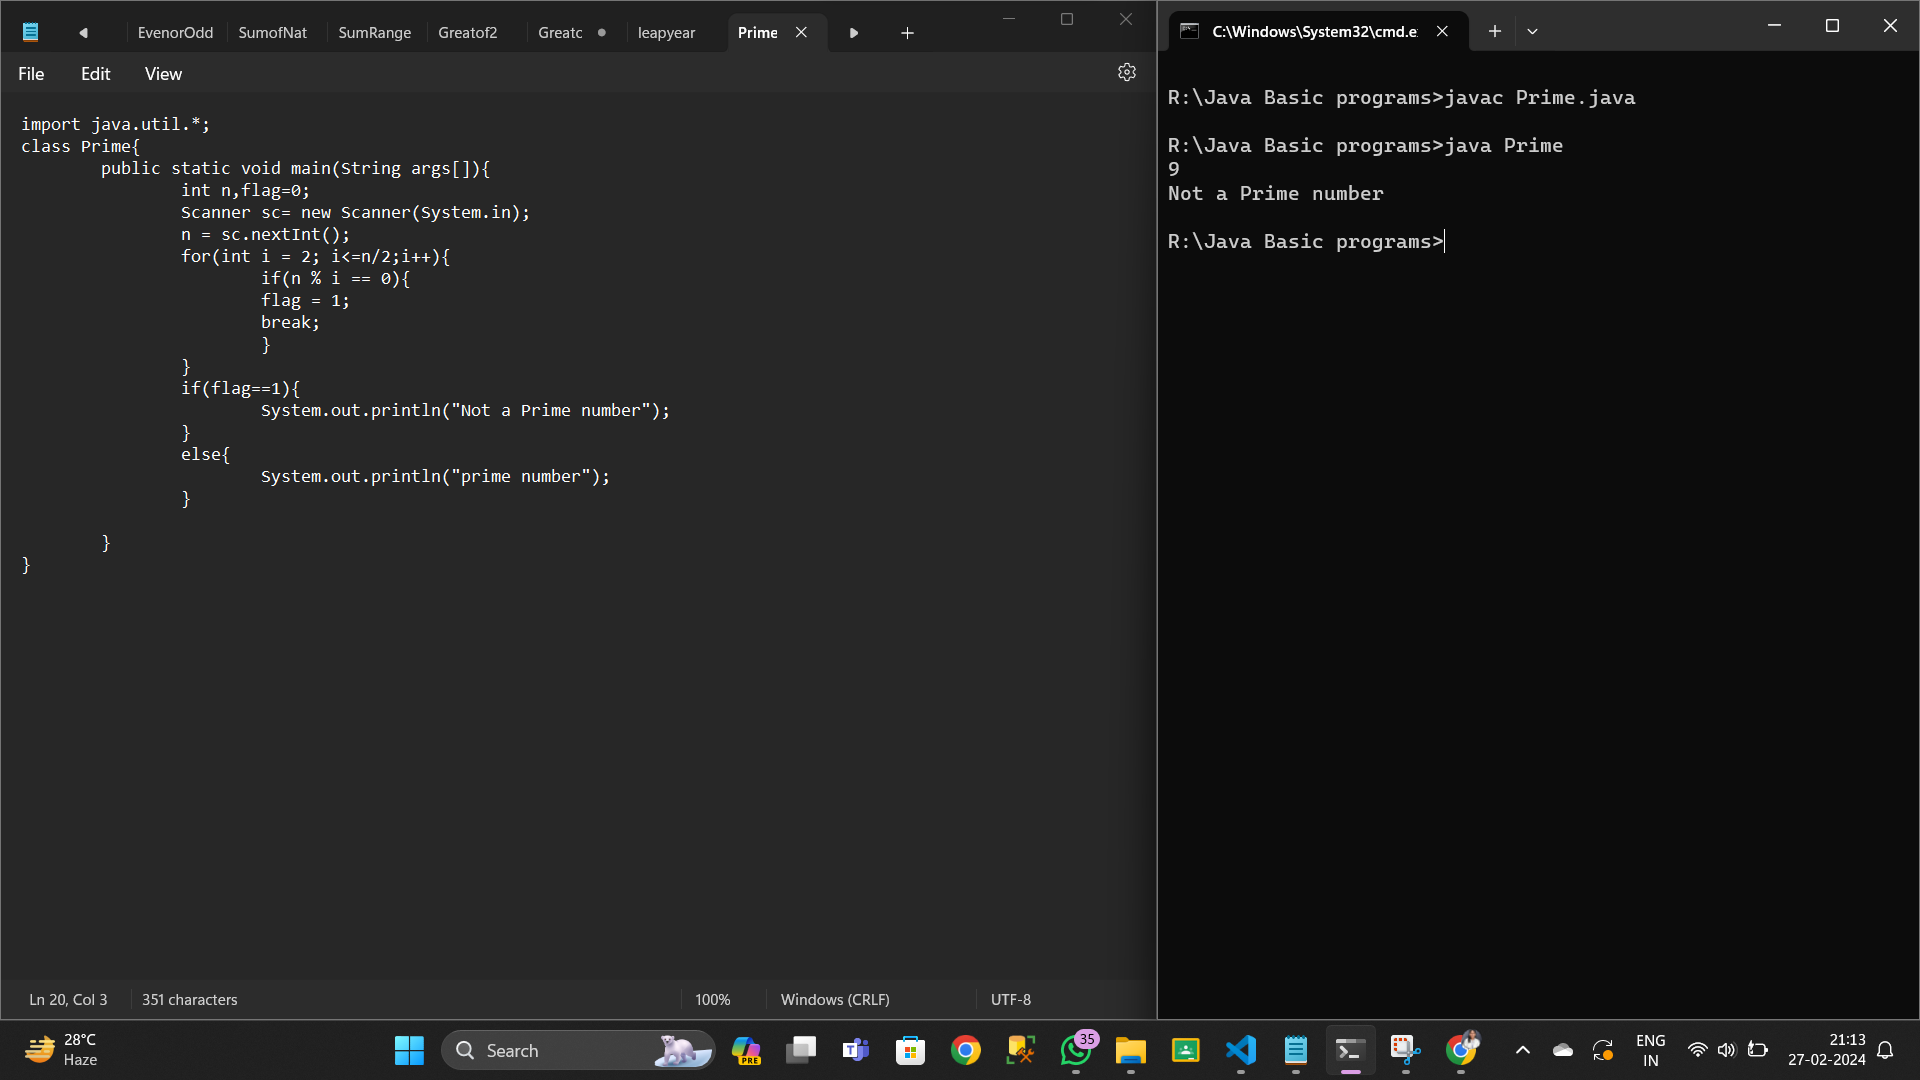 EvenorOdd SumofNat SumRange Greatof2 Greatc leapyear Prime
File Edit View
import java.util.*;
class Prime{
public static void main(String args[]){
int n,flag=0;
Scanner sc= new Scanner(System.in);
n = sc.nextInt();
for(int i = 2; i<=n/2;i++){
if(n % i == 0){
flag = 1;
break;
}
}
if(flag==1){
System.out.println("Not a Prime number");
}
else{
System.out.println("prime number");
}
}
}
Ln 20, Col 3 351 characters 100% Windows (CRLF) UTF-8
C:\Windows\System32\cmd.e
R:\Java Basic programs>javac Prime.java
R:\Java Basic programs>java Prime
9
Not a Prime number
R:\Java Basic programs>
28°C
Haze
Search
PRE
35
ENG
IN
21:13
27-02-2024